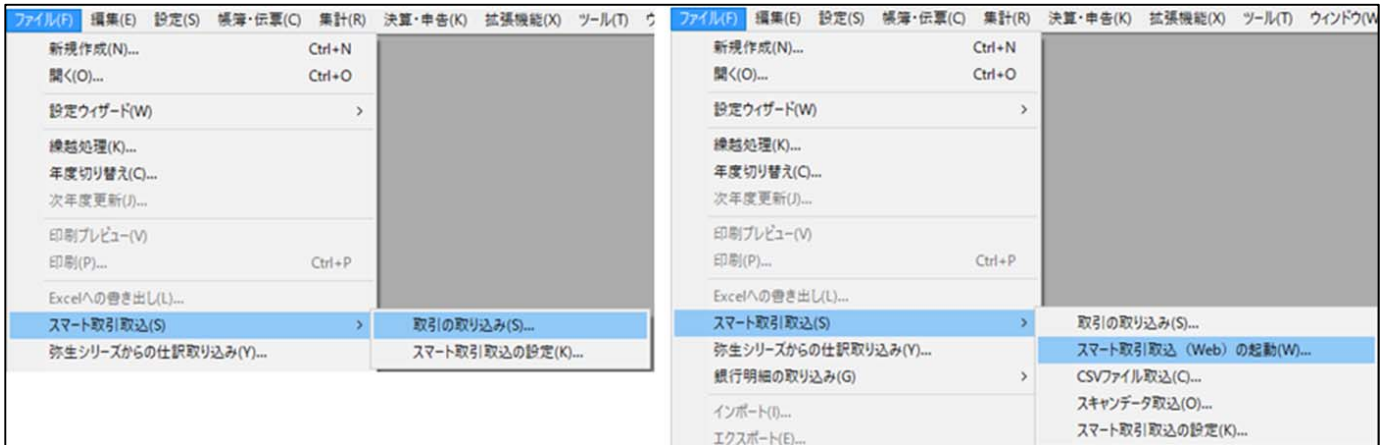 ファイル(F) 編集(E) 設定(S) 帳簿・伝票(C) 集計(R) 決算・申告(K) 拡張機能(X) ツール(T)
新規作成(N)... Ctrl+N
開く(O)... Ctrl+O
設定ウィザード(W) >
繰越処理(K)...
年度切り替え(C)...
次年度更新(J)...
印刷プレビュー(V)
印刷(P)... Ctrl+P
Excelへの書き出し(L)...
スマート取引取込(S) >
弥生シリーズからの仕訳取り込み(Y)...
取引の取り込み(S)...
スマート取引取込の設定(K)...
ファイル(F) 編集(E) 設定(S) 帳簿・伝票(C) 集計(R) 決算・申告(K) 拡張機能(X) ツール(T) ウィンドウ(W
新規作成(N)... Ctrl+N
開く(O)... Ctrl+O
設定ウィザード(W) >
繰越処理(K)...
年度切り替え(C)...
次年度更新(J)...
印刷プレビュー(V)
印刷(P)... Ctrl+P
Excelへの書き出し(L)...
スマート取引取込(S) >
弥生シリーズからの仕訳取り込み(Y)...
銀行明細の取り込み(G) >
インポート(I)...
エクスポート(E)...
取引の取り込み(S)...
スマート取引取込（Web）の起動(W)...
CSVファイル取込(C)...
スキャンデータ取込(O)...
スマート取引取込の設定(K)...